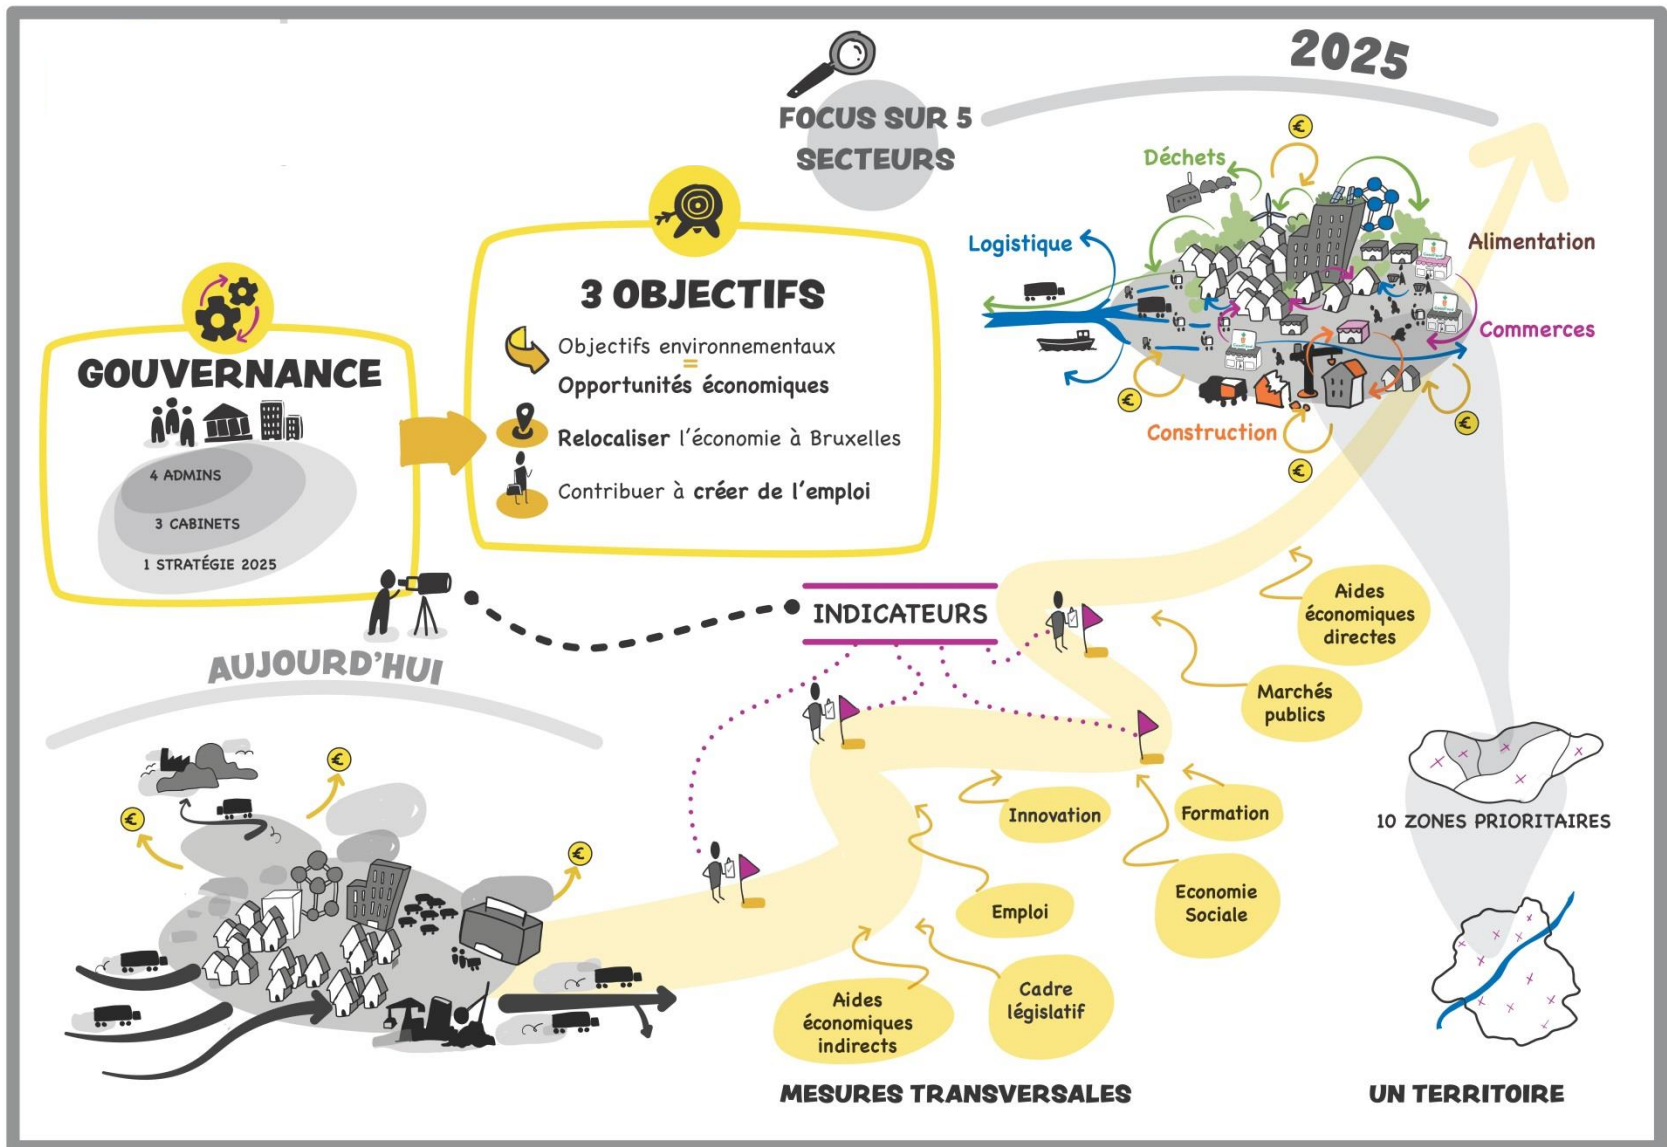 2025
FOCUS SUR 5
SECTEURS
Déchets
Logistique
Alimentation
Commerces
Construction
€
€
€
€
3 OBJECTIFS
Objectifs environnementaux
=
Opportunités économiques
Relocaliser l'économie à Bruxelles
Contribuer à créer de l'emploi
GOUVERNANCE
4 ADMINS
3 CABINETS
1 STRATÉGIE 2025
INDICATEURS
AUJOURD'HUI
€
€
€
Aides
économiques
directes
Marchés
publics
Innovation
Formation
Emploi
Economie
Sociale
Aides
économiques
indirects
Cadre
législatif
MESURES TRANSVERSALES
10 ZONES PRIORITAIRES
UN TERRITOIRE